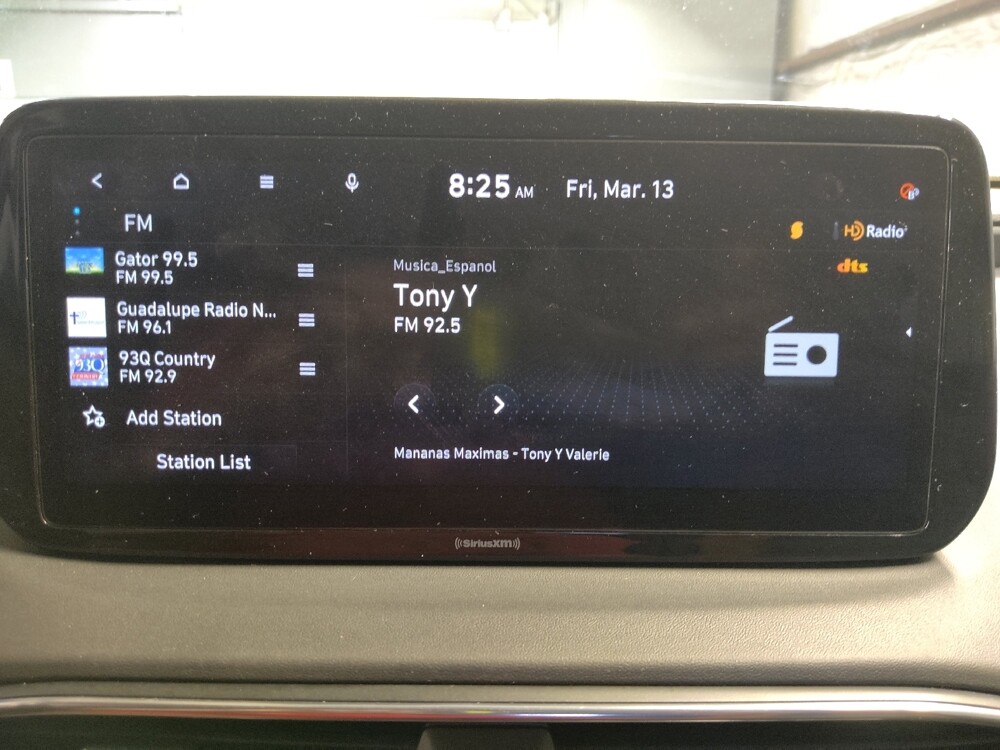 8:25 AM Fri, Mar. 13
FM
HD Radio
dts
Gator 99.5
FM 99.5
Guadalupe Radio N...
FM 96.1
93Q
93Q Country
FM 92.9
Add Station
Station List
Musica_Espanol
Tony Y
FM 92.5
Mananas Maximas - Tony Y Valerie
SiriusXM